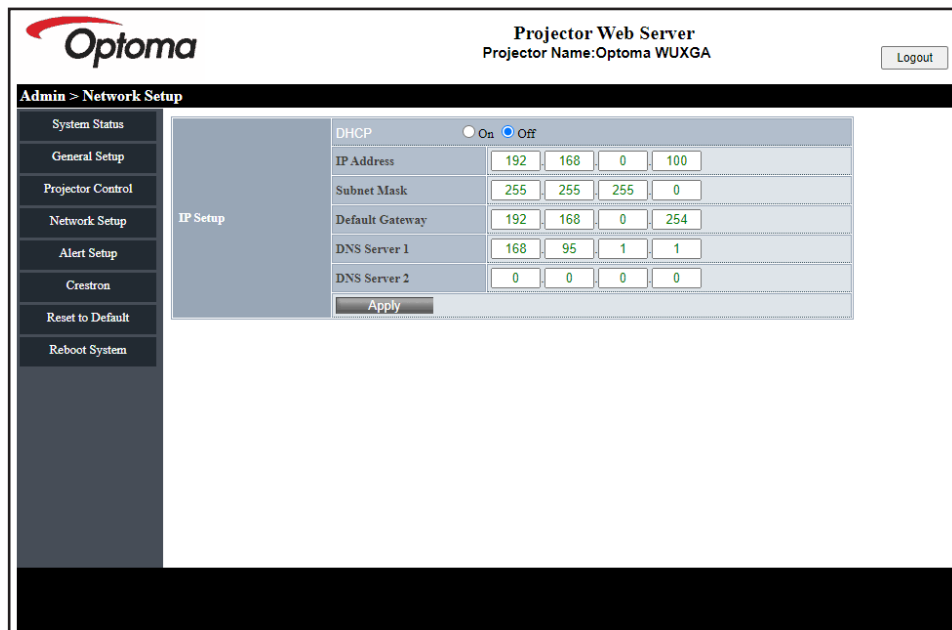 Optoma
Projector Web Server
Projector Name:Optoma WUXGA
Logout
Admin > Network Setup
System Status
General Setup
Projector Control
Network Setup
Alert Setup
Crestron
Reset to Default
Reboot System
IP Setup
DHCP On Off
IP Address 192 . 168 . 0 . 100
Subnet Mask 255 . 255 . 255 . 0
Default Gateway 192 . 168 . 0 . 254
DNS Server 1 168 . 95 . 1 . 1
DNS Server 2 0 . 0 . 0 . 0
Apply